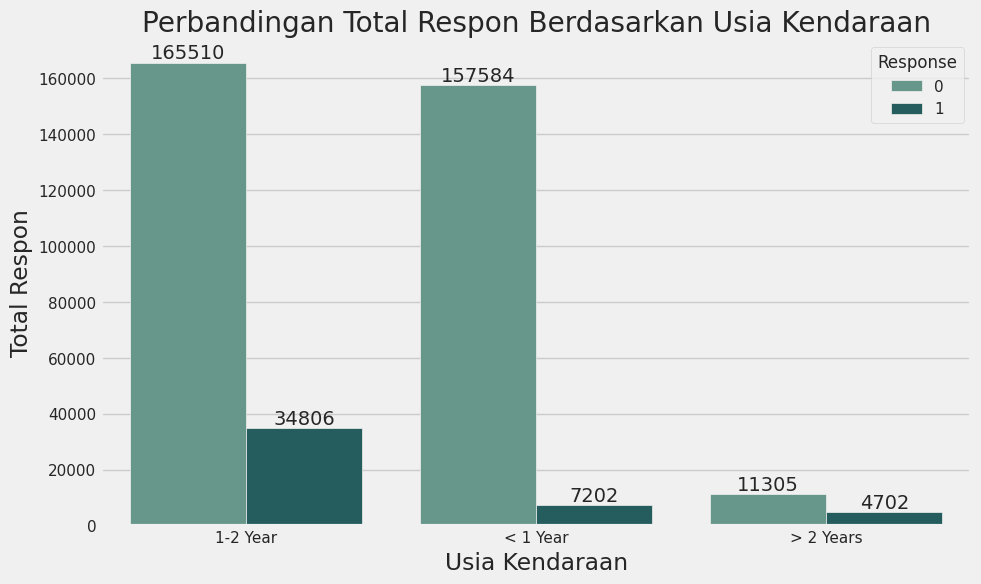 Perbandingan Total Respon Berdasarkan Usia Kendaraan
Response
0
1
Total Respon
160000
140000
120000
100000
80000
60000
40000
20000
0
165510
34806
157584
7202
11305
4702
1-2 Year
< 1 Year
> 2 Years
Usia Kendaraan